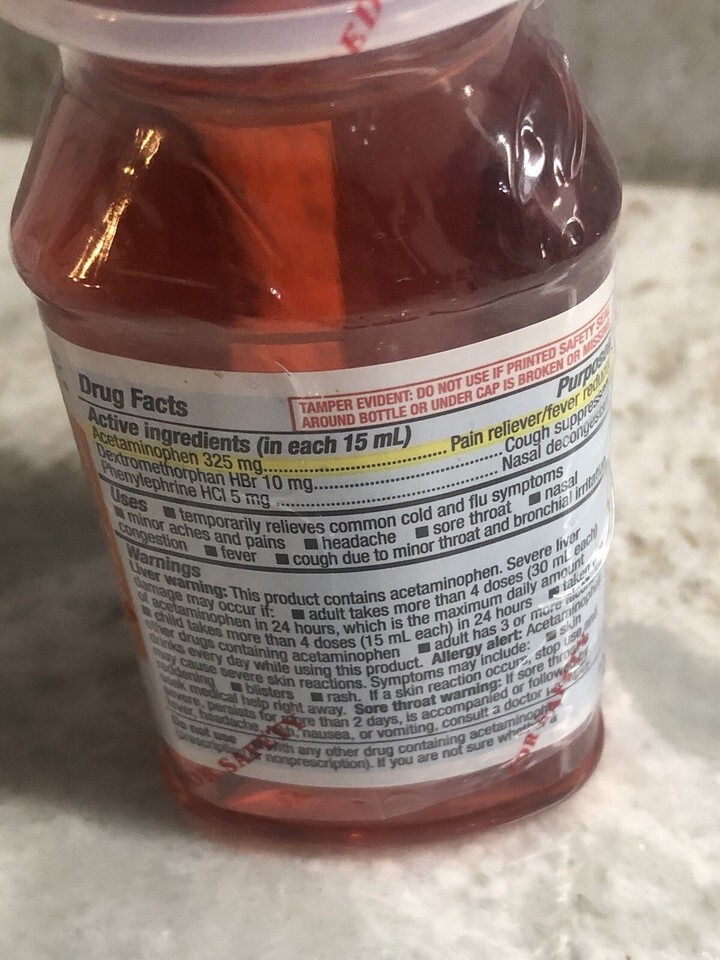 TAMPER EVIDENT: DO NOT USE IF PRINTED SAFETY SEAL
AROUND BOTTLE OR UNDER CAP IS BROKEN OR MISSING
Drug Facts
Active ingredients (in each 15 mL) Purpose
Acetaminophen 325 mg Pain reliever/fever reducer
Dextromethorphan HBr 10 mg Cough suppress
Phenylephrine HCl 5 mg Nasal decongest
Uses ■ temporarily relieves common cold and flu symptoms
■ minor aches and pains ■ headache ■ sore throat ■ nasal
congestion ■ fever ■ cough due to minor throat and bronchial irritation
Warnings
Liver warning: This product contains acetaminophen. Severe liver
damage may occur if: ■ adult takes more than 4 doses (30 mL each)
of acetaminophen in 24 hours, which is the maximum daily amount
■ child takes more than 4 doses (15 mL each) in 24 hours ■ taken
other drugs containing acetaminophen ■ adult has 3 or more
drinks every day while using this product. Allergy alert: Acetaminophen
may cause severe skin reactions. Symptoms may include: ■ skin
reddening ■ blisters ■ rash. If a skin reaction occurs, stop use and
seek medical help right away. Sore throat warning: If sore throat
severe, persists for more than 2 days, is accompanied or followed
fever, headache, nausea, or vomiting, consult a doctor
Do not use with any other drug containing acetaminophen
nonprescription). If you are not sure whether a
FOR SAFETY